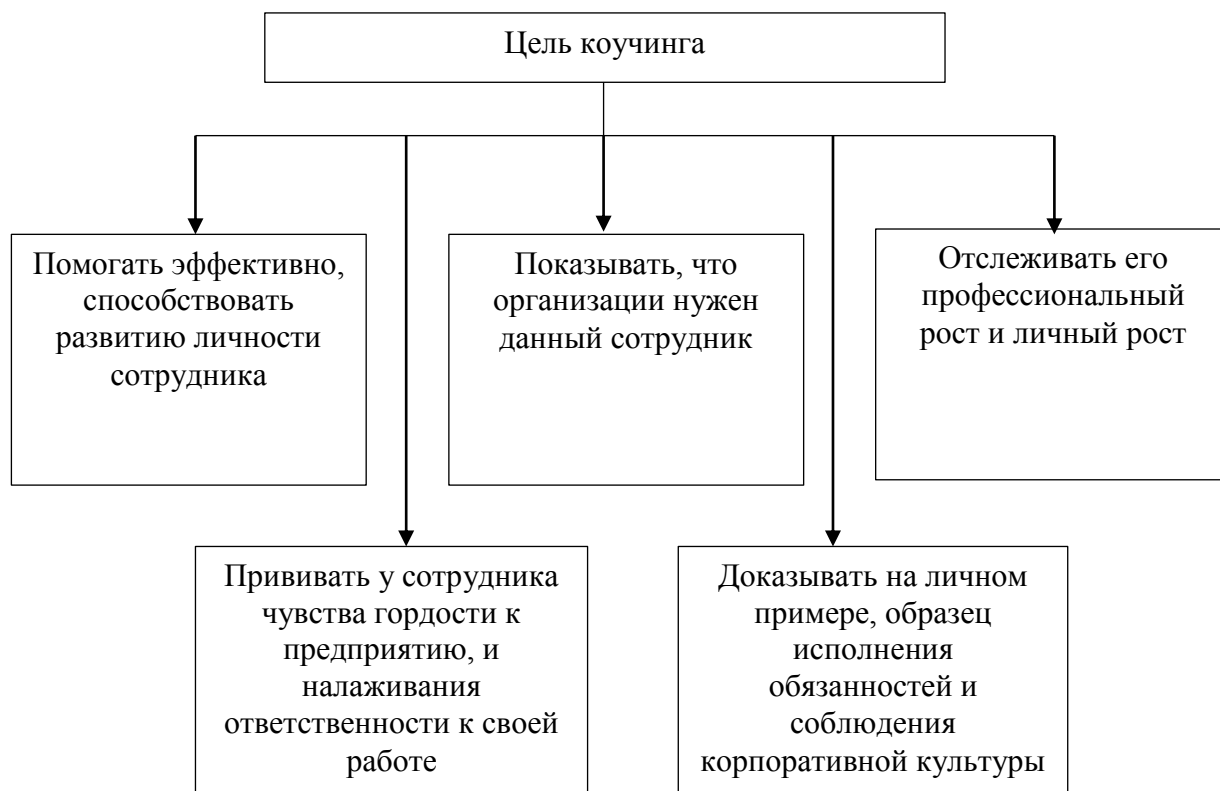 Цель коучинга
Помогать эффективно,
способствовать
развитию личности
сотрудника
Показывать, что
организации нужен
данный сотрудник
Отслеживать его
профессиональный
рост и личный рост
Прививать у сотрудника
чувства гордости к
предприятию, и
налаживания
ответственности к своей
работе
Доказывать на личном
примере, образец
исполнения
обязанностей и
соблюдения
корпоративной культуры